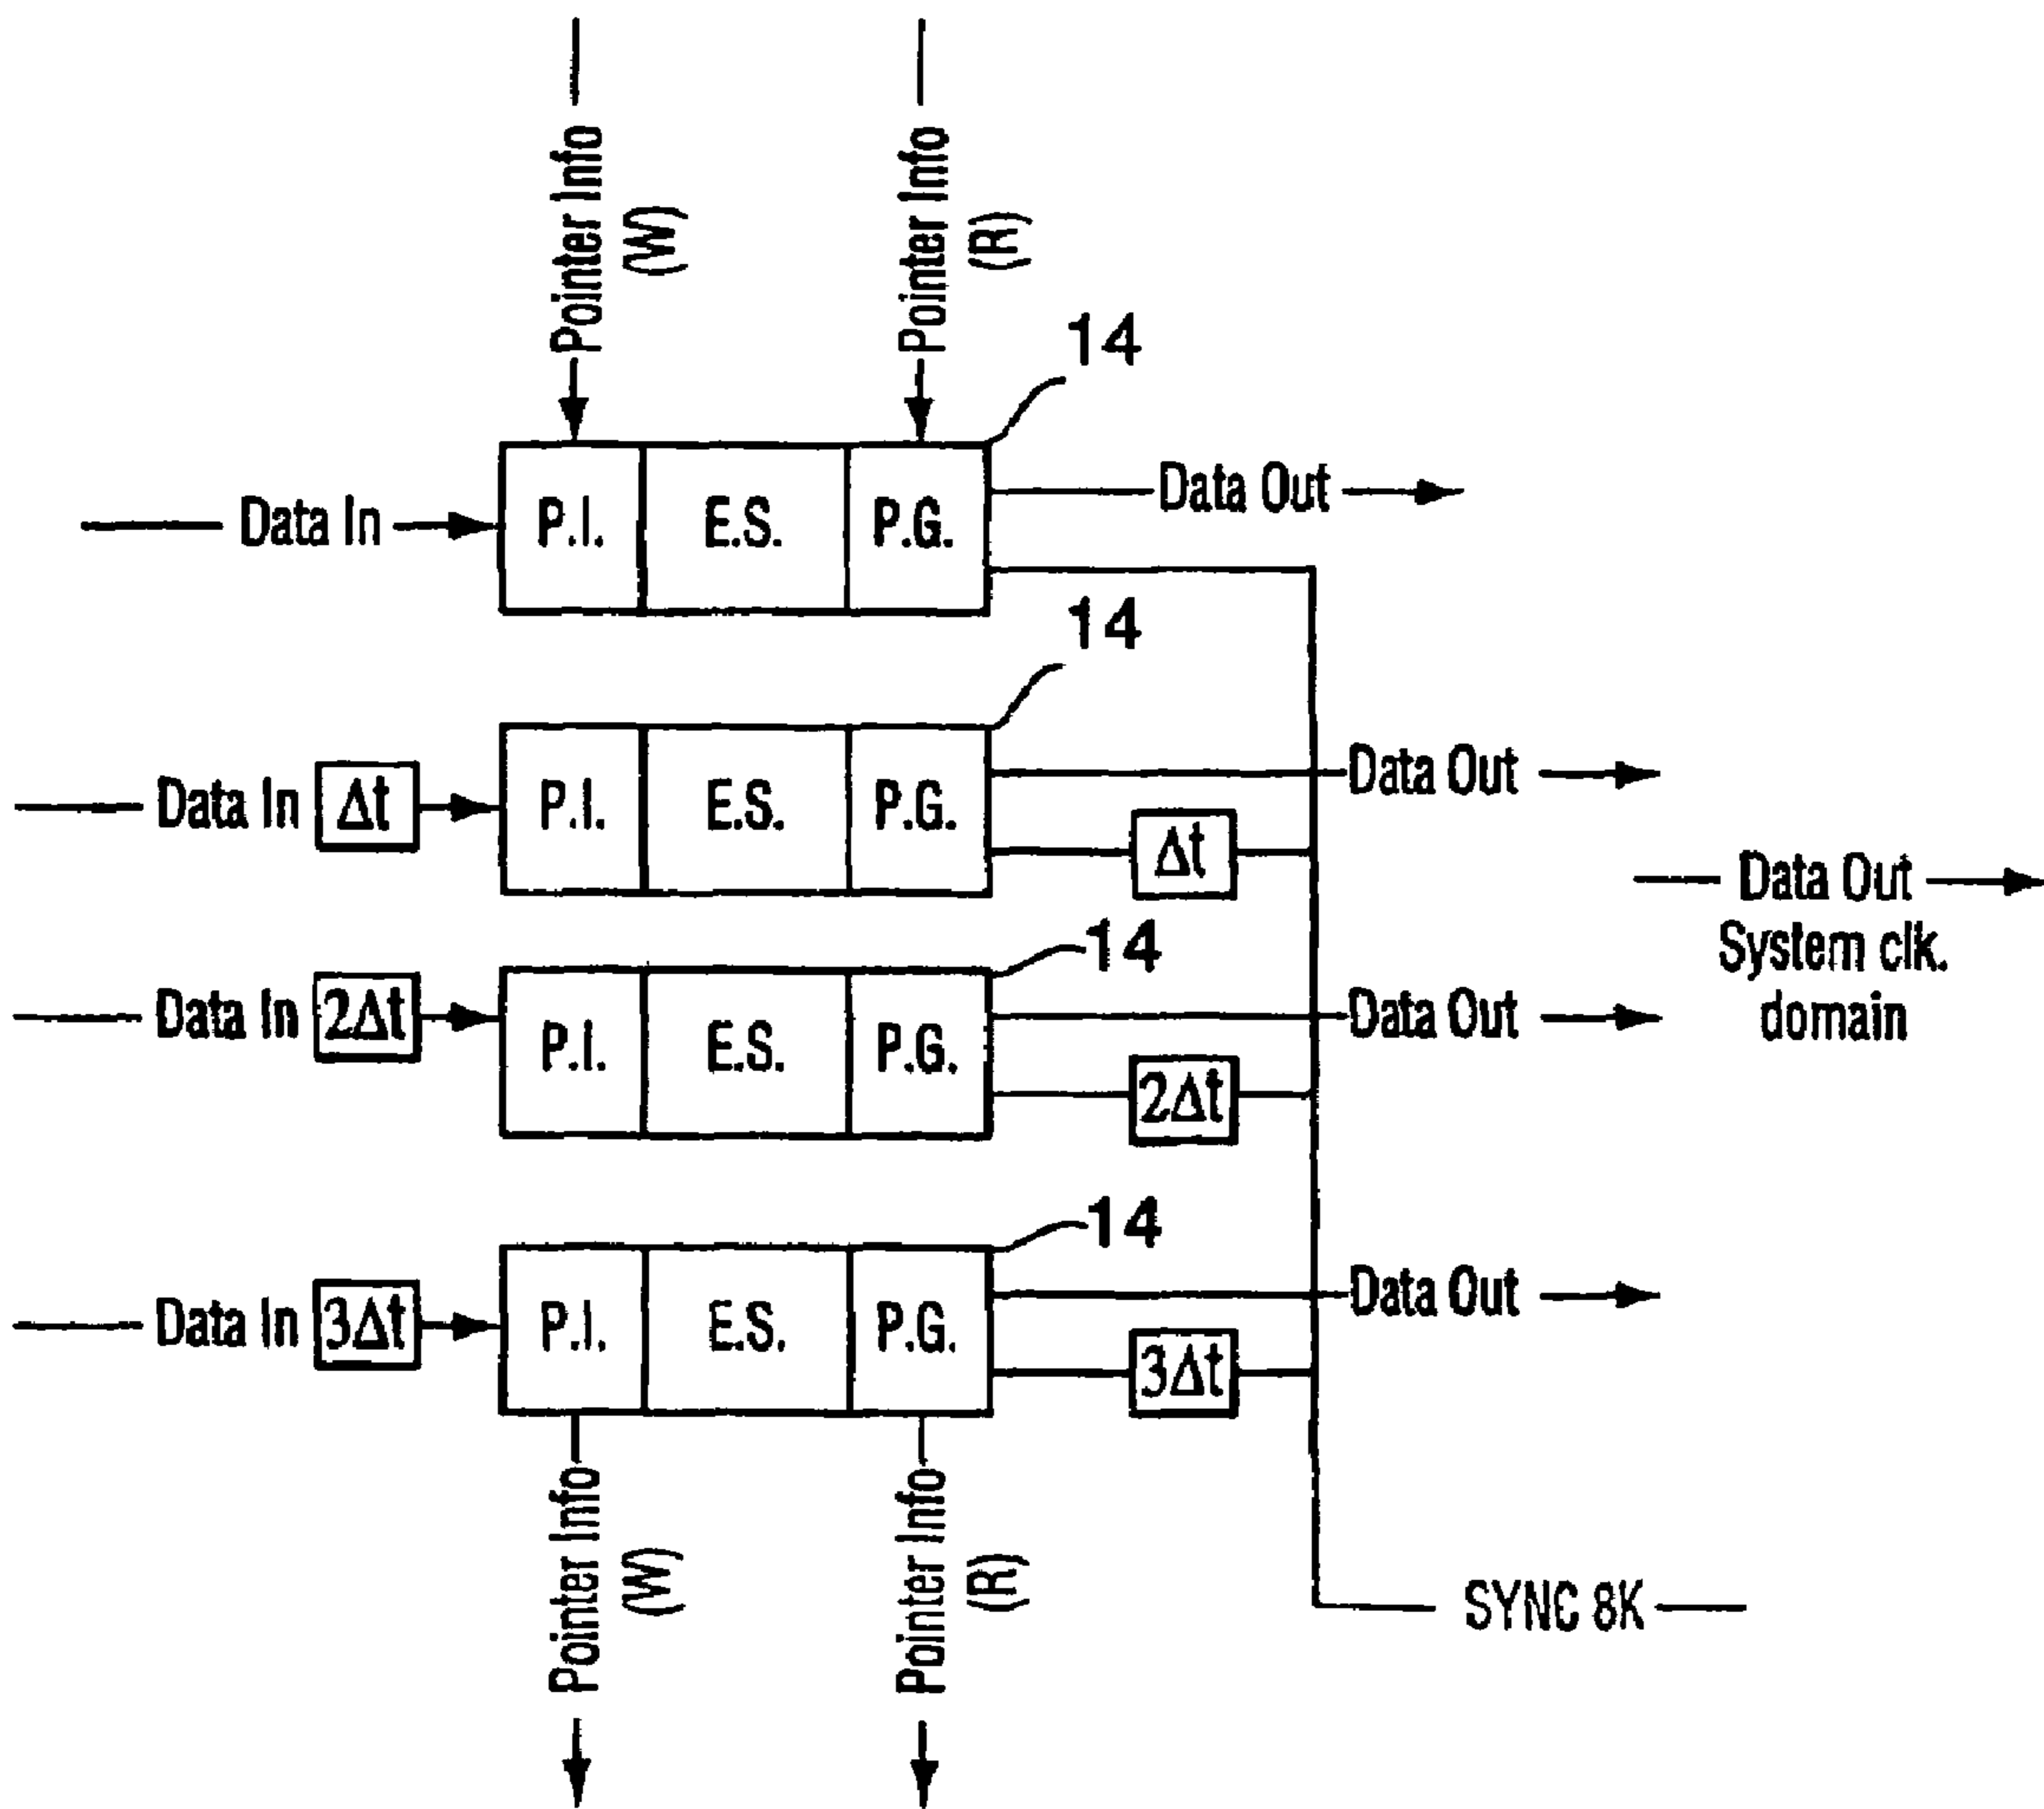 Pointer Info
(W)
Pointer Info
(R)
14
Data In
P.I.
E.S.
P.G.
Data Out
14
Data In
Δt
P.I.
E.S.
P.G.
Data Out
Δt
Data Out
System clk.
domain
14
Data In
2Δt
P.I.
E.S.
P.G.
Data Out
2Δt
14
Data In
3Δt
P.I.
E.S.
P.G.
Data Out
3Δt
Pointer Info
(W)
Pointer Info
(R)
SYNC 8K